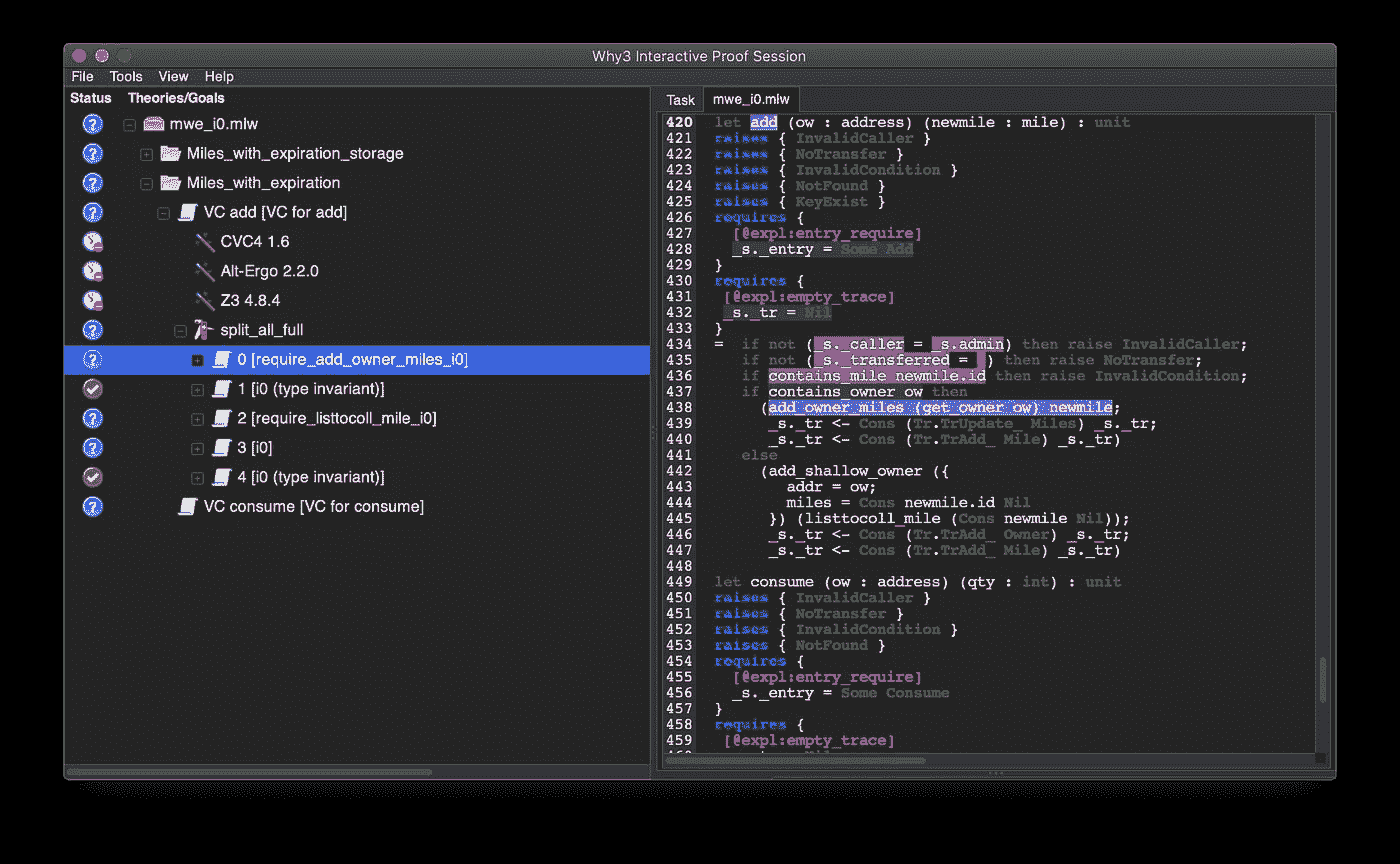 Why3 Interactive Proof Session
File Tools View Help
Status Theories/Goals
mwe_i0.mlw
Miles_with_expiration_storage
Miles_with_expiration
VC add [VC for add]
CVC4 1.6
Alt-Ergo 2.2.0
Z3 4.8.4
split_all_full
0 [require_add_owner_miles_i0]
1 [i0 (type invariant)]
2 [require_listtocoll_mile_i0]
3 [i0]
4 [i0 (type invariant)]
VC consume [VC for consume]
Task mwe_i0.mlw
420 let add (ow : address) (newmile : mile) : unit
421 raises { InvalidCaller }
422 raises { NoTransfer }
423 raises { InvalidCondition }
424 raises { NotFound }
425 raises { KeyExist }
426 requires {
427 [@expl:entry_require]
428 _s._entry = Some Add
429 }
430 requires {
431 [@expl:empty_trace]
432 _s._tr = Nil
433 }
434 = if not (_s._caller = _s.admin) then raise InvalidCaller;
435 if not (_s._transferred = ) then raise NoTransfer;
436 if contains_mile newmile.id then raise InvalidCondition;
437 if contains_owner ow then
438 (add_owner_miles (get_owner ow) newmile;
439 _s._tr <- Cons (Tr.TrUpdate_ Miles) _s._tr;
440 _s._tr <- Cons (Tr.TrAdd_ Mile) _s._tr)
441 else
442 (add_shallow_owner ({
443 addr = ow;
444 miles = Cons newmile.id Nil
445 }) (listtocoll_mile (Cons newmile Nil));
446 _s._tr <- Cons (Tr.TrAdd_ Owner) _s._tr;
447 _s._tr <- Cons (Tr.TrAdd_ Mile) _s._tr)
448
449 let consume (ow : address) (qty : int) : unit
450 raises { InvalidCaller }
451 raises { NoTransfer }
452 raises { InvalidCondition }
453 raises { NotFound }
454 requires {
455 [@expl:entry_require]
456 _s._entry = Some Consume
457 }
458 requires {
459 [@expl:empty_trace]